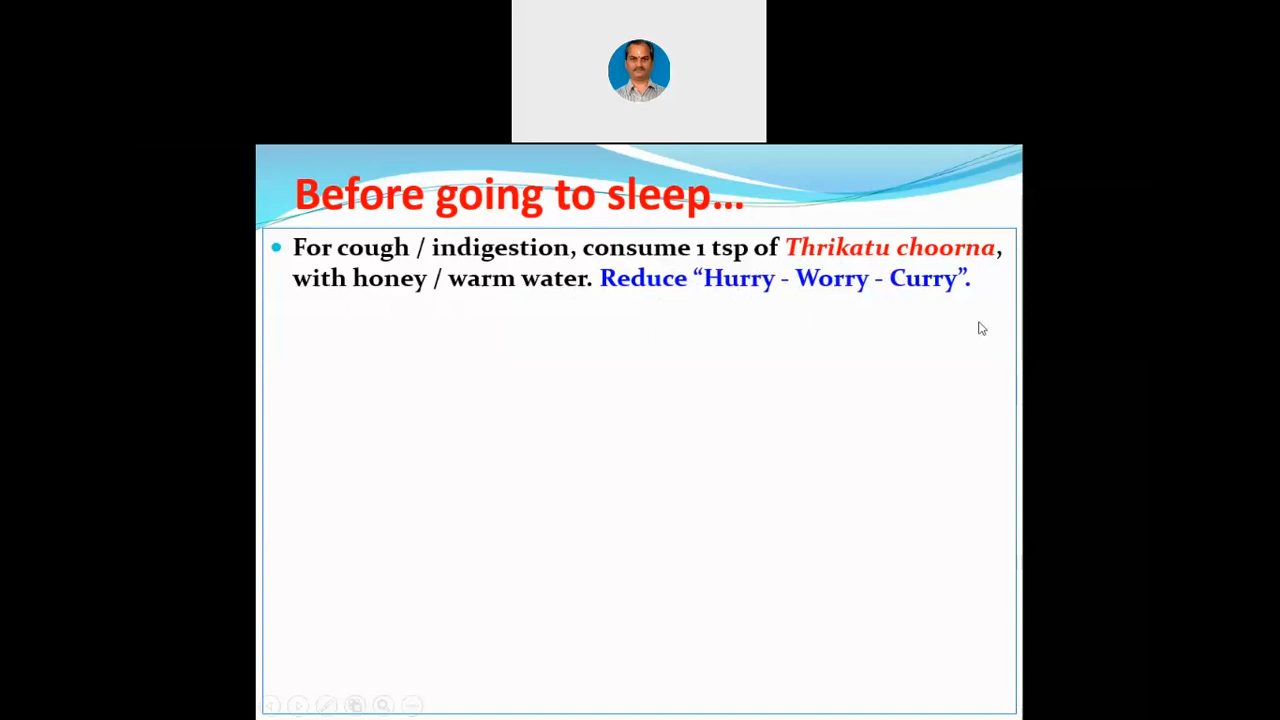 Before going to sleep...
For cough / indigestion, consume 1 tsp of Thrikatu choorna,
with honey / warm water. Reduce “Hurry - Worry - Curry”.